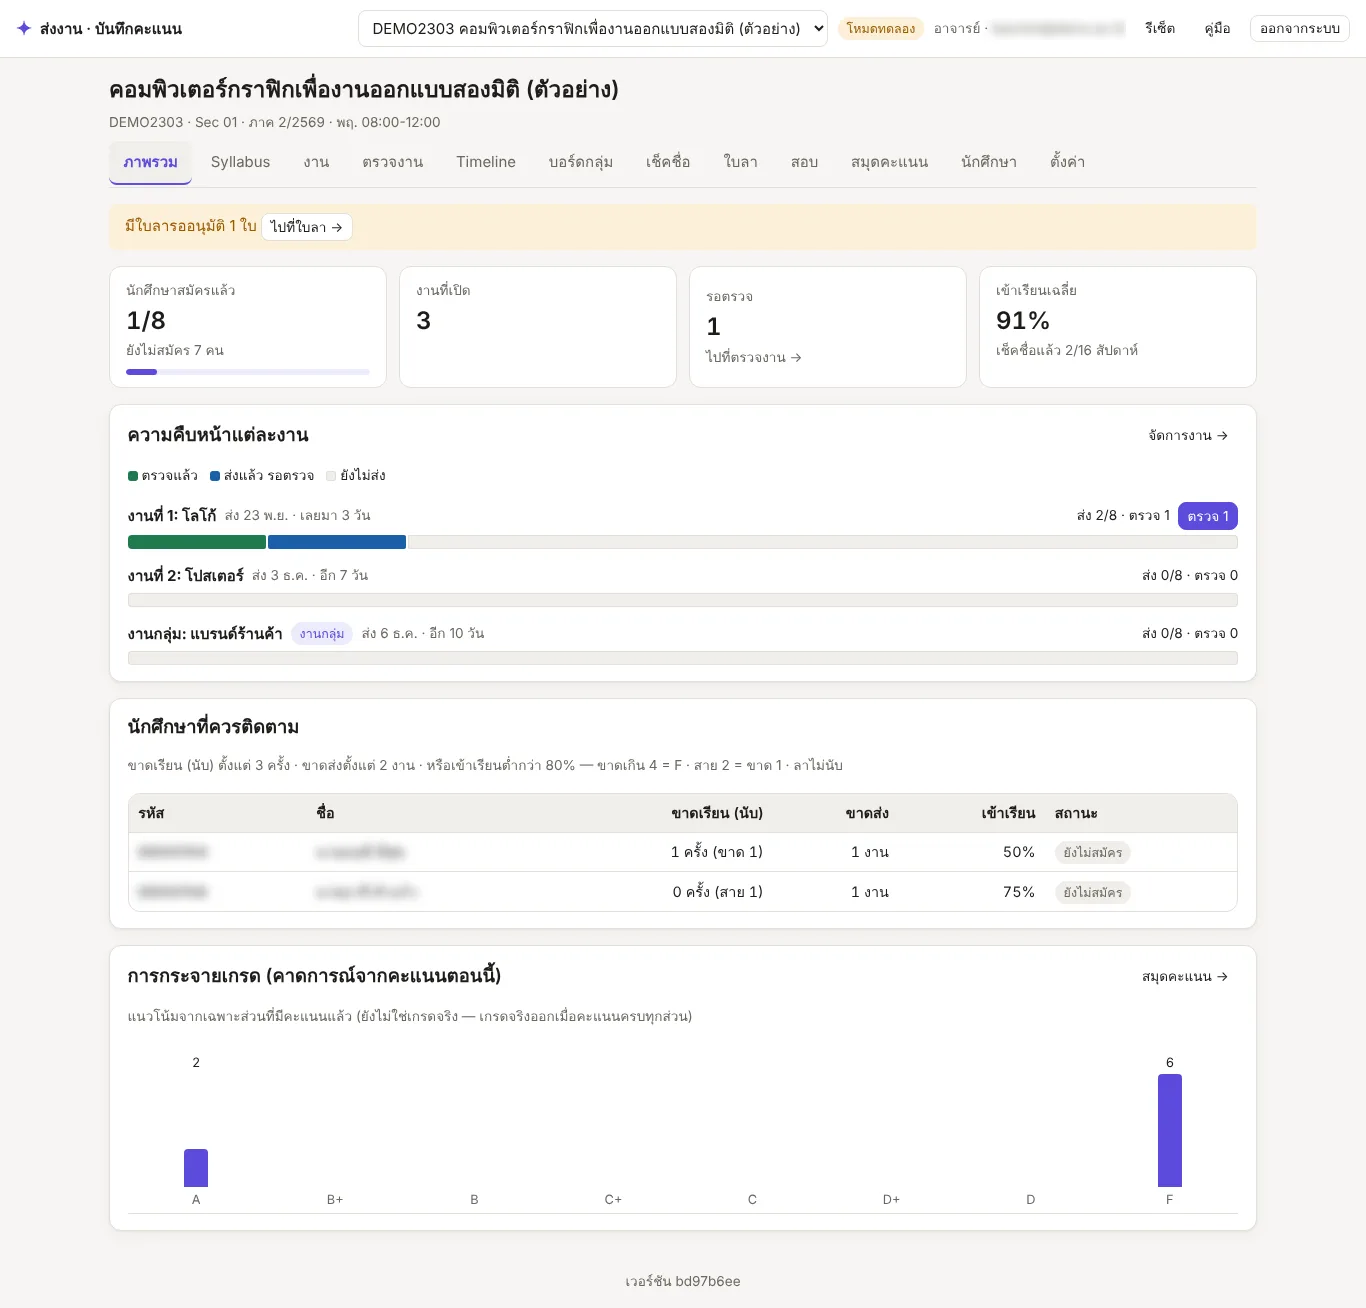 ส่งงาน · บันทึกคะแนน
DEMO2303 คอมพิวเตอร์กราฟิกเพื่องานออกแบบสองมิติ (ตัวอย่าง)
โหมดทดลอง
อาจารย์ ·
รีเซ็ต
คู่มือ
ออกจากระบบ
คอมพิวเตอร์กราฟิกเพื่องานออกแบบสองมิติ (ตัวอย่าง)
DEMO2303 · Sec 01 · ภาค 2/2569 · พฤ. 08:00-12:00
ภาพรวม Syllabus งาน ตรวจงาน Timeline บอร์ดกลุ่ม เช็คชื่อ ใบลา สอบ สมุดคะแนน นักศึกษา ตั้งค่า
มีใบลารออนุมัติ 1 ใบ ไปที่ใบลา →
นักศึกษาสมัครแล้ว
1/8
ยังไม่สมัคร 7 คน
งานที่เปิด
3
รอตรวจ
1
ไปที่ตรวจงาน →
เข้าเรียนเฉลี่ย
91%
เช็คชื่อแล้ว 2/16 สัปดาห์
ความคืบหน้าแต่ละงาน
จัดการงาน →
ตรวจแล้ว ส่งแล้ว รอตรวจ ยังไม่ส่ง
งานที่ 1: โลโก้ ส่ง 23 พ.ย. · เลยมา 3 วัน ส่ง 2/8 · ตรวจ 1 ตรวจ 1
งานที่ 2: โปสเตอร์ ส่ง 3 ธ.ค. · อีก 7 วัน ส่ง 0/8 · ตรวจ 0
งานกลุ่ม: แบรนด์ร้านค้า งานกลุ่ม ส่ง 6 ธ.ค. · อีก 10 วัน ส่ง 0/8 · ตรวจ 0
นักศึกษาที่ควรติดตาม
ขาดเรียน (นับ) ตั้งแต่ 3 ครั้ง · ขาดส่งตั้งแต่ 2 งาน · หรือเข้าเรียนต่ำกว่า 80% — ขาดเกิน 4 = F · สาย 2 = ขาด 1 · ลาไม่นับ
รหัส ชื่อ ขาดเรียน (นับ) ขาดส่ง เข้าเรียน สถานะ
1 ครั้ง (ขาด 1) 1 งาน 50% ยังไม่สมัคร
0 ครั้ง (สาย 1) 1 งาน 75% ยังไม่สมัคร
การกระจายเกรด (คาดการณ์จากคะแนนตอนนี้)
สมุดคะแนน →
แนวโน้มจากเฉพาะส่วนที่มีคะแนนแล้ว (ยังไม่ใช่เกรดจริง — เกรดจริงออกเมื่อคะแนนครบทุกส่วน)
2 6
A B+ B C+ C D+ D F
เวอร์ชัน bd97b6ee